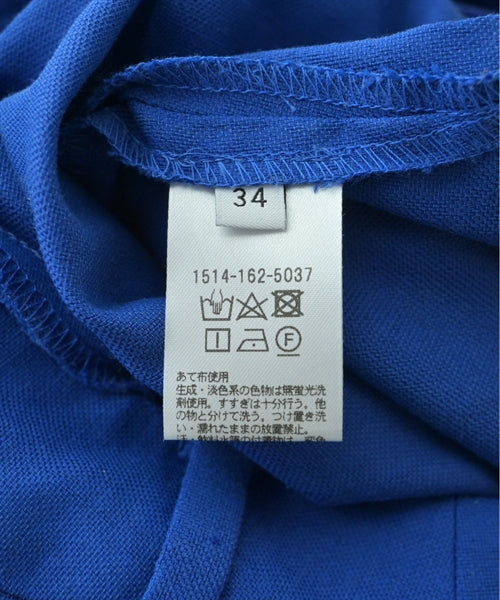 34
1514-162-5037
F
あて布使用
生成・淡色系の色物は無蛍光洗
剤使用。すすぎは十分行う。他
の物と分けて洗う。つけ置き洗
い・濡れたままの放置禁止。